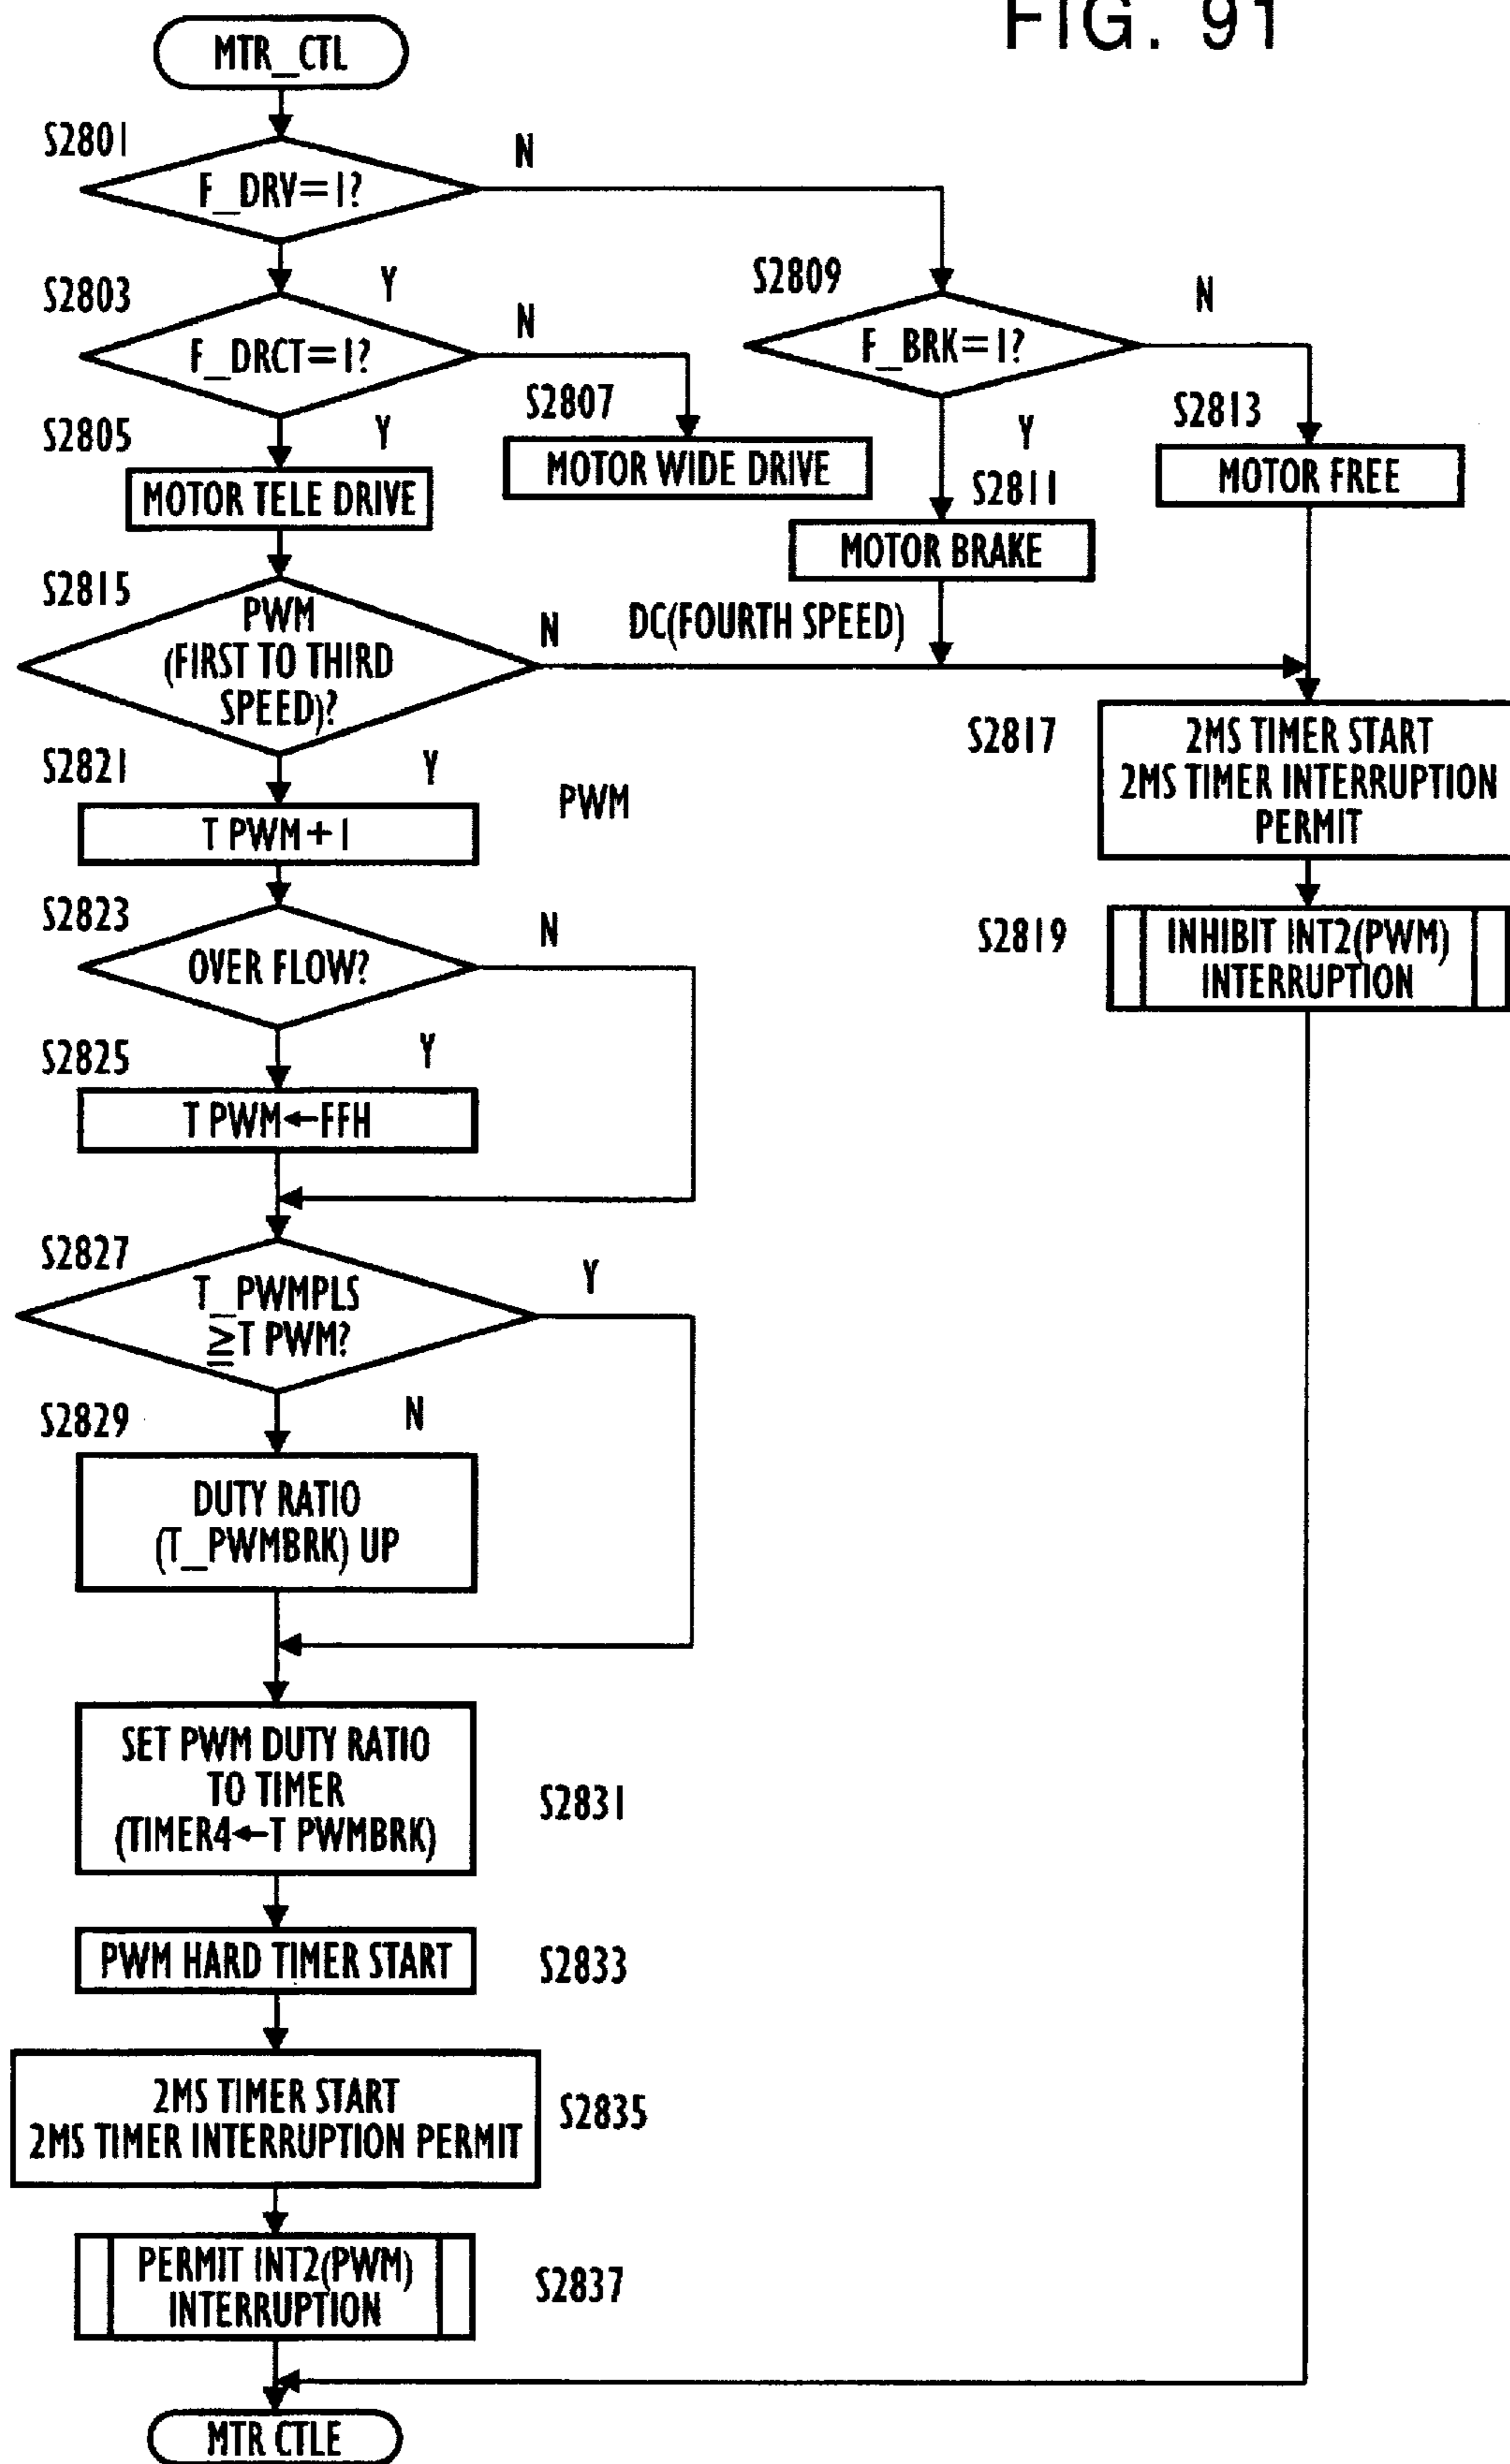 FIG. 91
MTR_CTL
S2801
F_DRV=1?
N
Y
S2803
F_DRCT=1?
N
Y
S2809
F_BRK=1?
N
Y
S2807
MOTOR WIDE DRIVE
S2805
MOTOR TELE DRIVE
S2811
MOTOR BRAKE
S2813
MOTOR FREE
S2815
PWM
(FIRST TO THIRD
SPEED)?
N
DC(FOURTH SPEED)
Y
PWM
S2817
2MS TIMER START
2MS TIMER INTERRUPTION
PERMIT
S2819
INHIBIT INT2(PWM)
INTERRUPTION
S2821
T PWM+1
S2823
OVER FLOW?
N
Y
S2825
T PWM←FFH
S2827
T_PWMPLS
≧T PWM?
Y
N
S2829
DUTY RATIO
(T_PWMBRK) UP
SET PWM DUTY RATIO
TO TIMER
(TIMER4←T PWMBRK)
S2831
PWM HARD TIMER START
S2833
2MS TIMER START
2MS TIMER INTERRUPTION PERMIT
S2835
PERMIT INT2(PWM)
INTERRUPTION
S2837
MTR CTLE